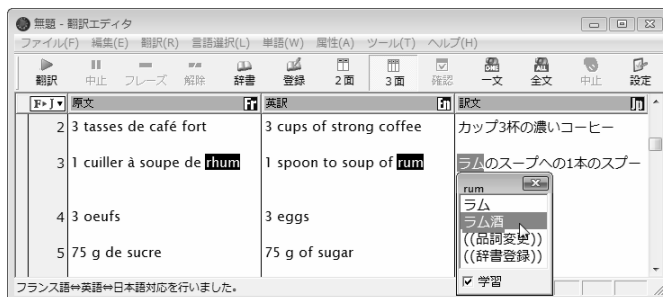 無題 - 翻訳エディタ
ファイル(F) 編集(E) 翻訳(R) 言語選択(L) 単語(W) 属性(A) ツール(T) ヘルプ(H)
翻訳 中止 フレーズ 解除 辞書 登録 2面 3面 確認 一文 全文 中止 設定
F▸J 原文 英訳 訳文
2 3 tasses de café fort 3 cups of strong coffee カップ3杯の濃いコーヒー
3 1 cuiller à soupe de rhum 1 spoon to soup of rum ラムのスープへの1本のスプー
rum
ラム
ラム酒
((品詞変更))
((辞書登録))
学習
4 3 oeufs 3 eggs
5 75 g de sucre 75 g of sugar
フランス語⇔英語⇔日本語対応を行いました。